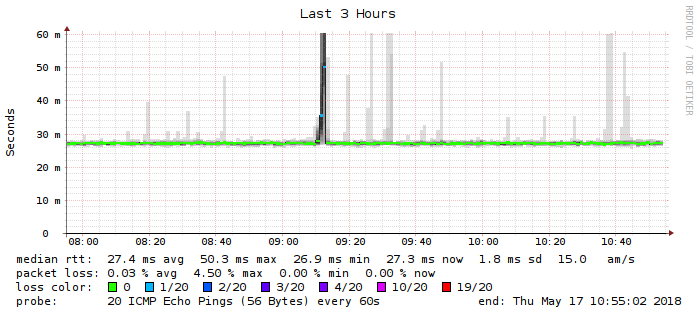 Last 3 Hours
RRDTOOL / TOBI OETIKER
Seconds
60 m
50 m
40 m
30 m
20 m
10 m
0
08:00 08:20 08:40 09:00 09:20 09:40 10:00 10:20 10:40
median rtt: 27.4 ms avg 50.3 ms max 26.9 ms min 27.3 ms now 1.8 ms sd 15.0 am/s
packet loss: 0.03 % avg 4.50 % max 0.00 % min 0.00 % now
loss color: 0 1/20 2/20 3/20 4/20 10/20 19/20
probe: 20 ICMP Echo Pings (56 Bytes) every 60s end: Thu May 17 10:55:02 2018